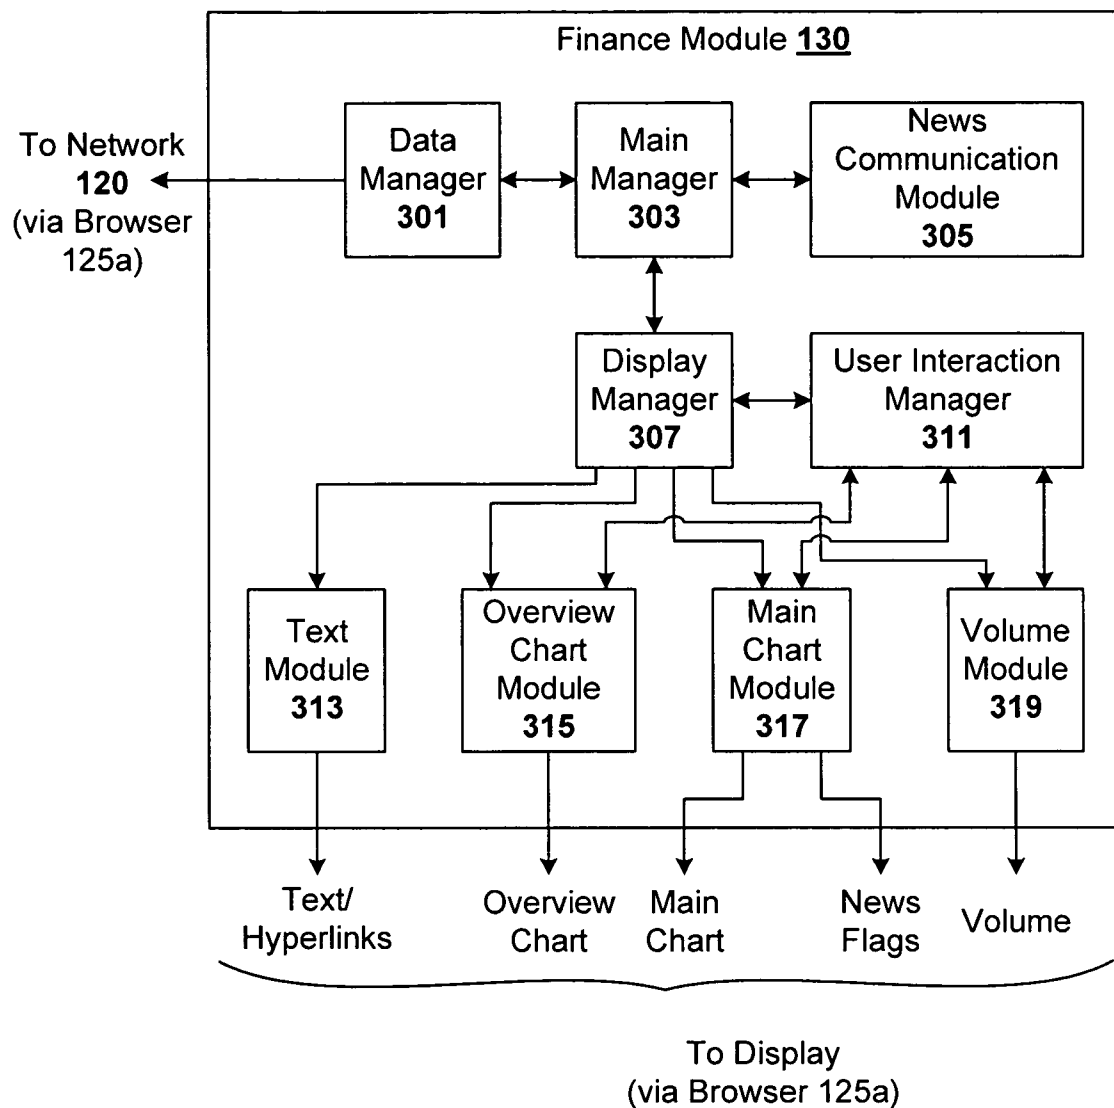 Finance Module 130
To Network
120
(via Browser
125a)
Data
Manager
301
Main
Manager
303
News
Communication
Module
305
Display
Manager
307
User Interaction
Manager
311
Text
Module
313
Overview
Chart
Module
315
Main
Chart
Module
317
Volume
Module
319
Text/
Hyperlinks
Overview
Chart
Main
Chart
News
Flags
Volume
To Display
(via Browser 125a)